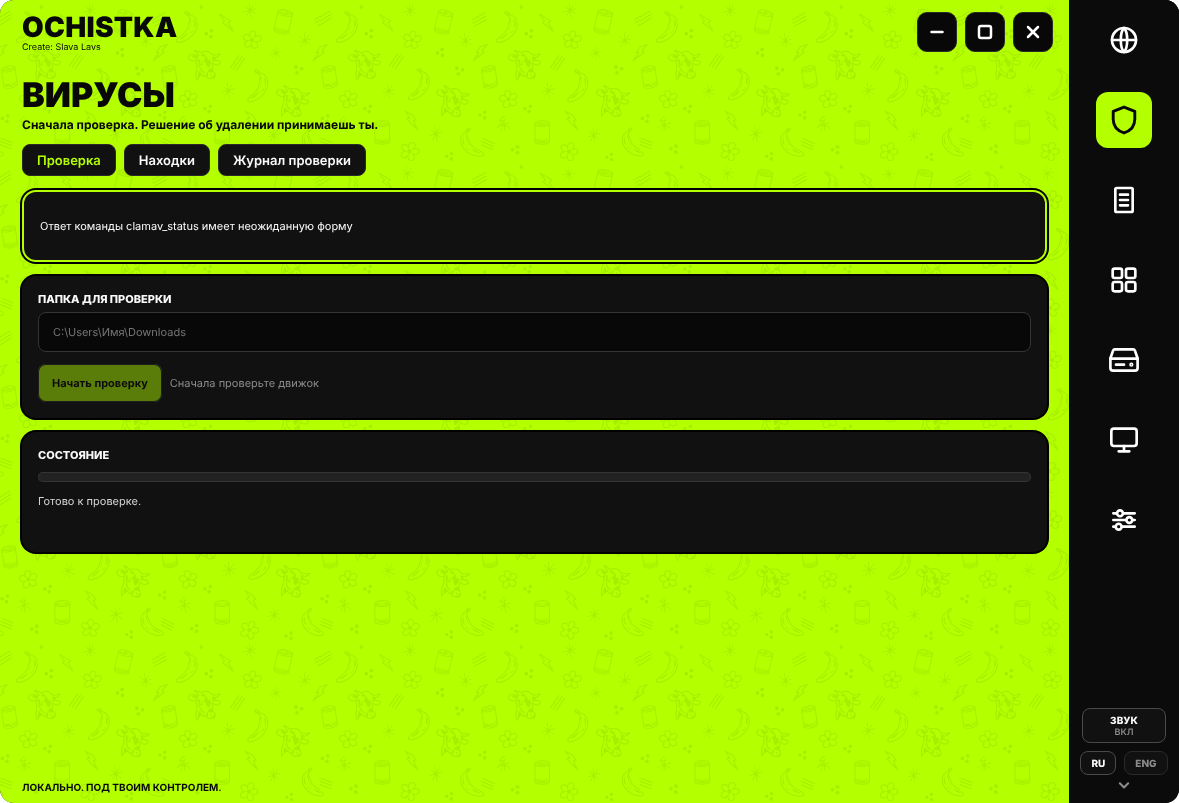 OCHISTKA
Create: Slava Lavs
ВИРУСЫ
Сначала проверка. Решение об удалении принимаешь ты.
Проверка
Находки
Журнал проверки
Ответ команды clamav_status имеет неожиданную форму
ПАПКА ДЛЯ ПРОВЕРКИ
C:\Users\Имя\Downloads
Начать проверку
Сначала проверьте движок
СОСТОЯНИЕ
Готово к проверке.
ЛОКАЛЬНО. ПОД ТВОИМ КОНТРОЛЕМ.
ЗВУК
ВКЛ
RU
ENG